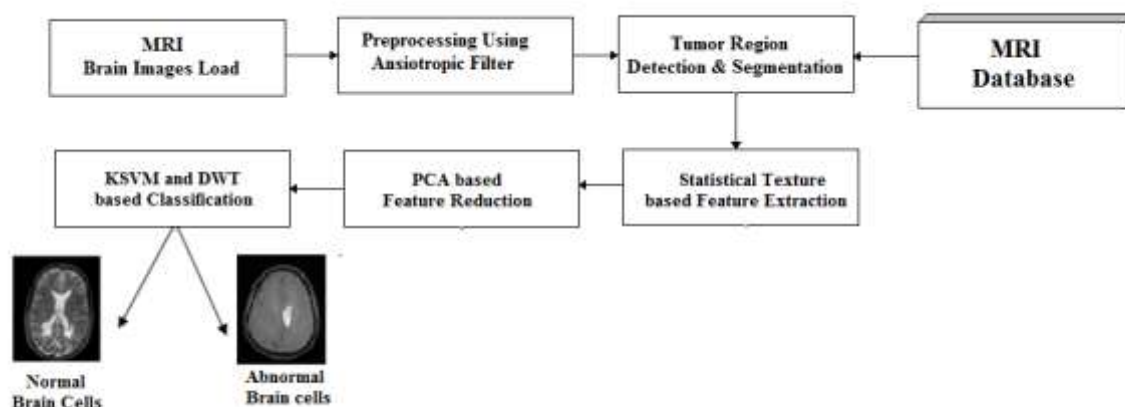 MRI
Brain Images Load
Preprocessing Using
Ansiotropic Filter
Tumor Region
Detection & Segmentation
MRI
Database
KSVM and DWT
based Classification
PCA based
Feature Reduction
Statistical Texture
based Feature Extraction
Normal
Brain Cells
Abnormal
Brain cells